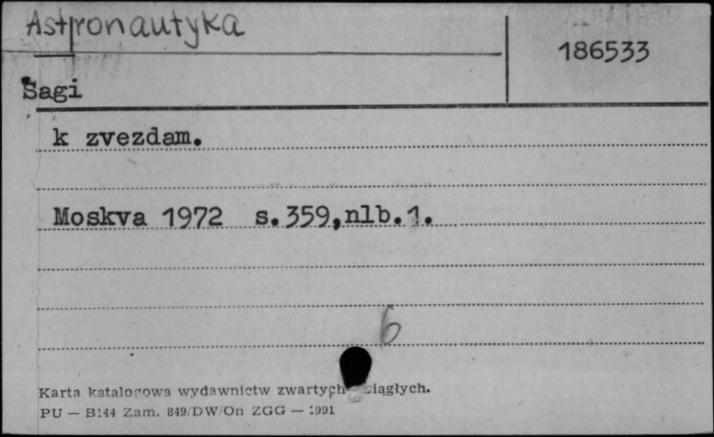 Astronautyka
186533
Šagi
k zvezdam.
Moskva 1972 s.359,nlb.1.
6
Karta katalogowa wydawnictw zwartych ciągłych.
PU — B144 Zam. 849/DW/On ZGG — 1991